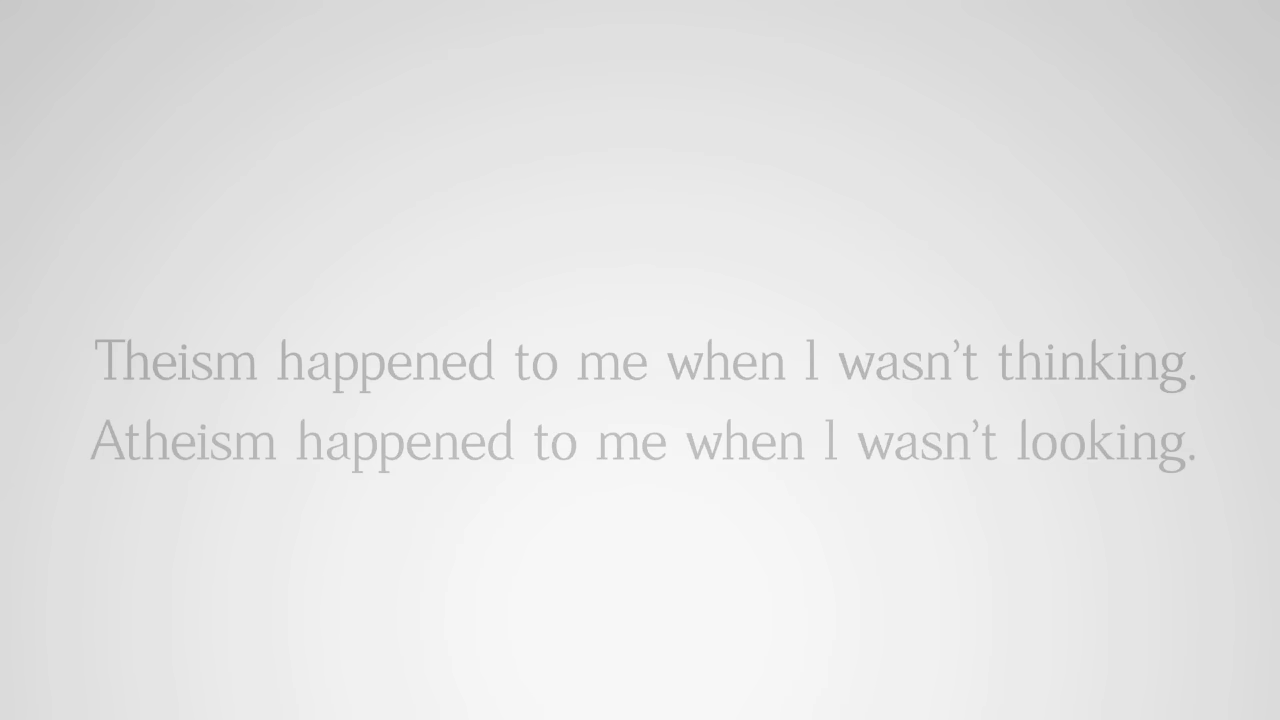 Theism happened to me when I wasn’t thinking.
Atheism happened to me when I wasn’t looking.